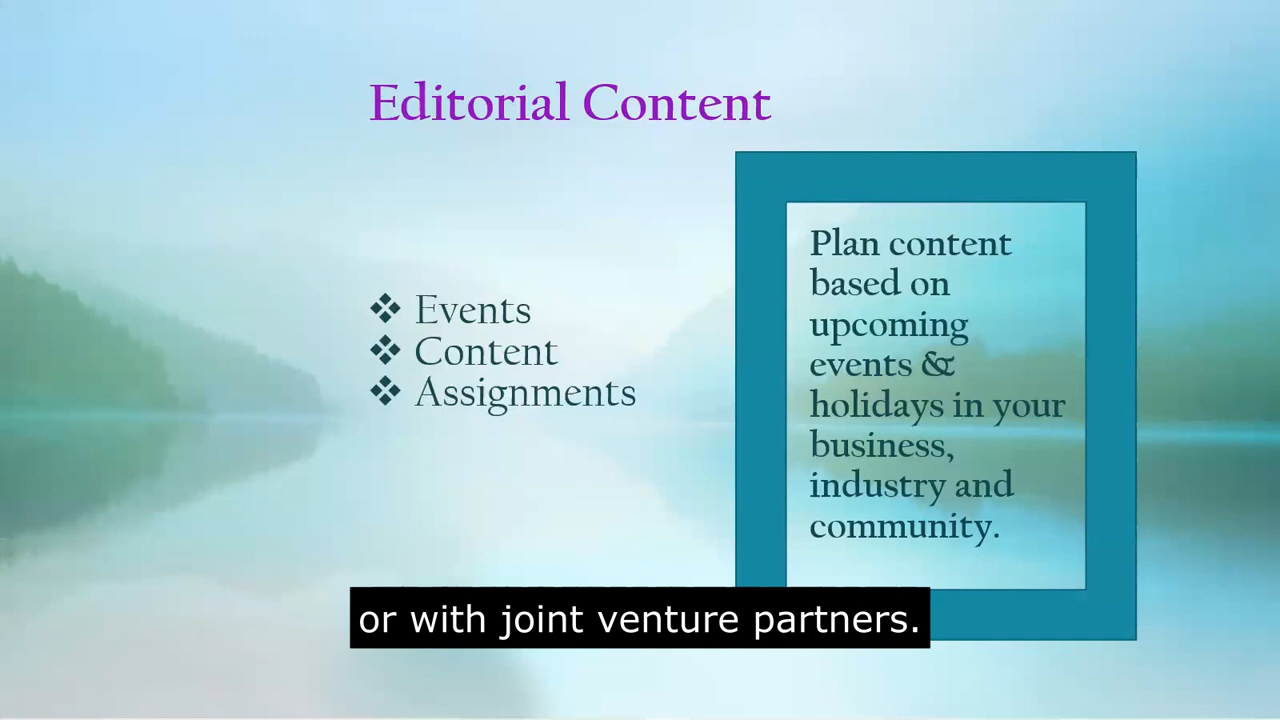 Editorial Content
❖ Events
❖ Content
❖ Assignments
Plan content
based on
upcoming
events &
holidays in your
business,
industry and
community.
or with joint venture partners.